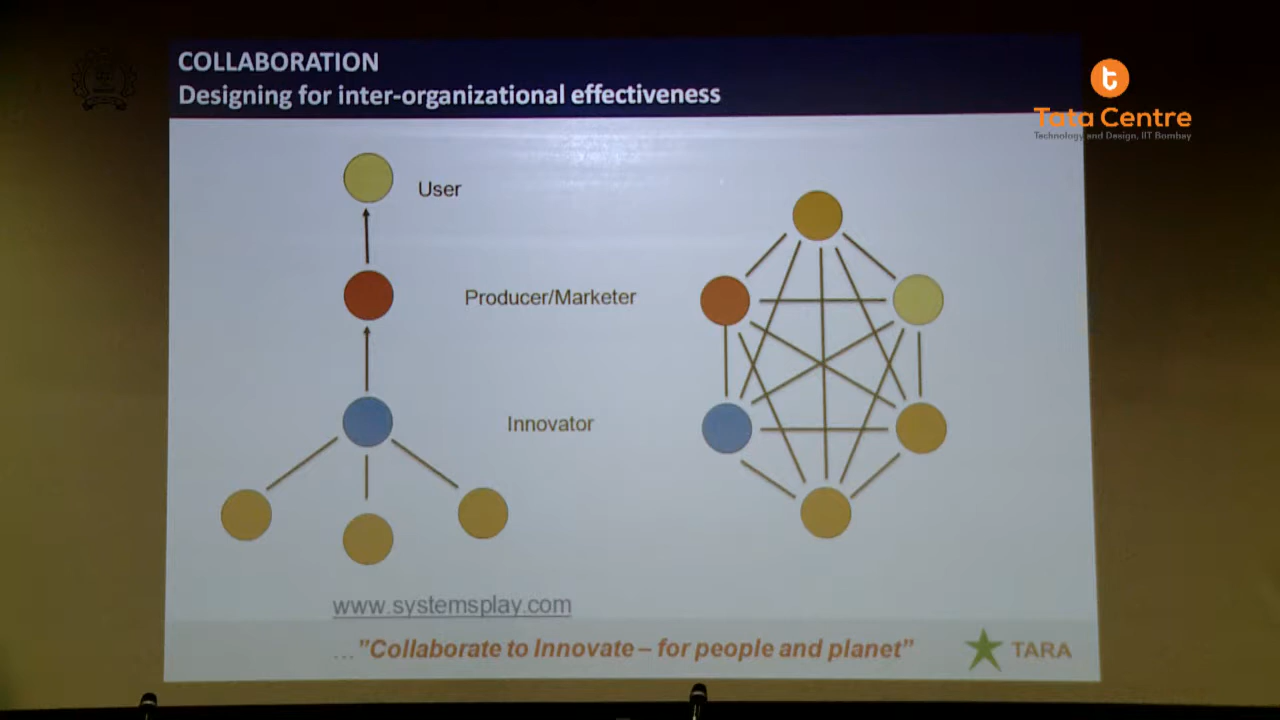 COLLABORATION
Designing for inter-organizational effectiveness
t
Tata Centre
Technology and Design, IIT Bombay
User
Producer/Marketer
Innovator
www.systemsplay.com
... "Collaborate to Innovate – for people and planet"
TARA